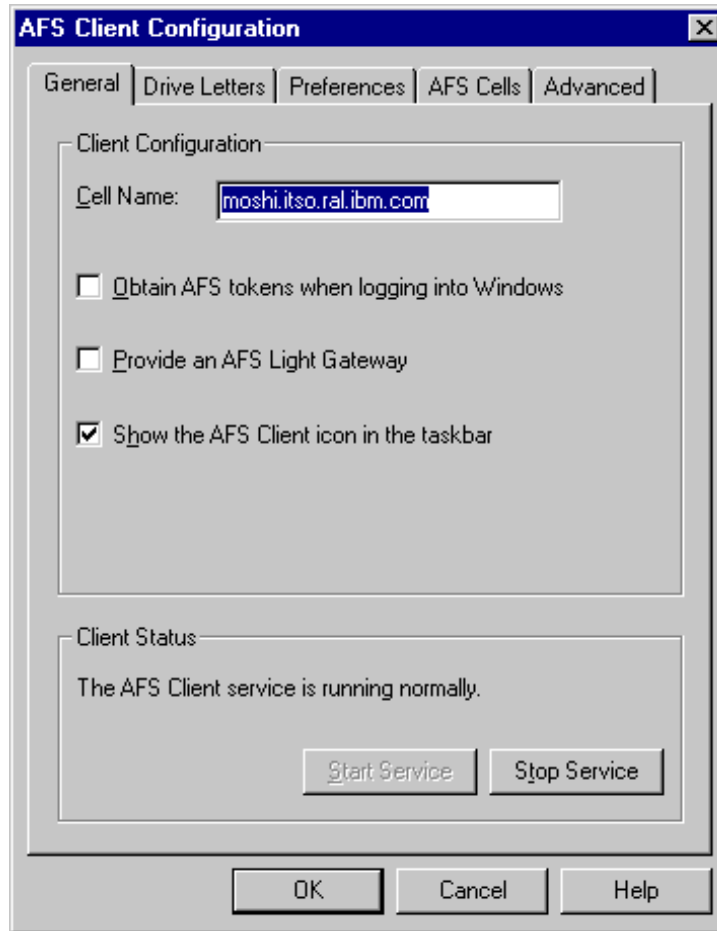 AFS Client Configuration
General Drive Letters Preferences AFS Cells Advanced
Client Configuration
Cell Name: moshi.itso.ral.ibm.com
Obtain AFS tokens when logging into Windows
Provide an AFS Light Gateway
Show the AFS Client icon in the taskbar
Client Status
The AFS Client service is running normally.
Start Service Stop Service
OK Cancel Help